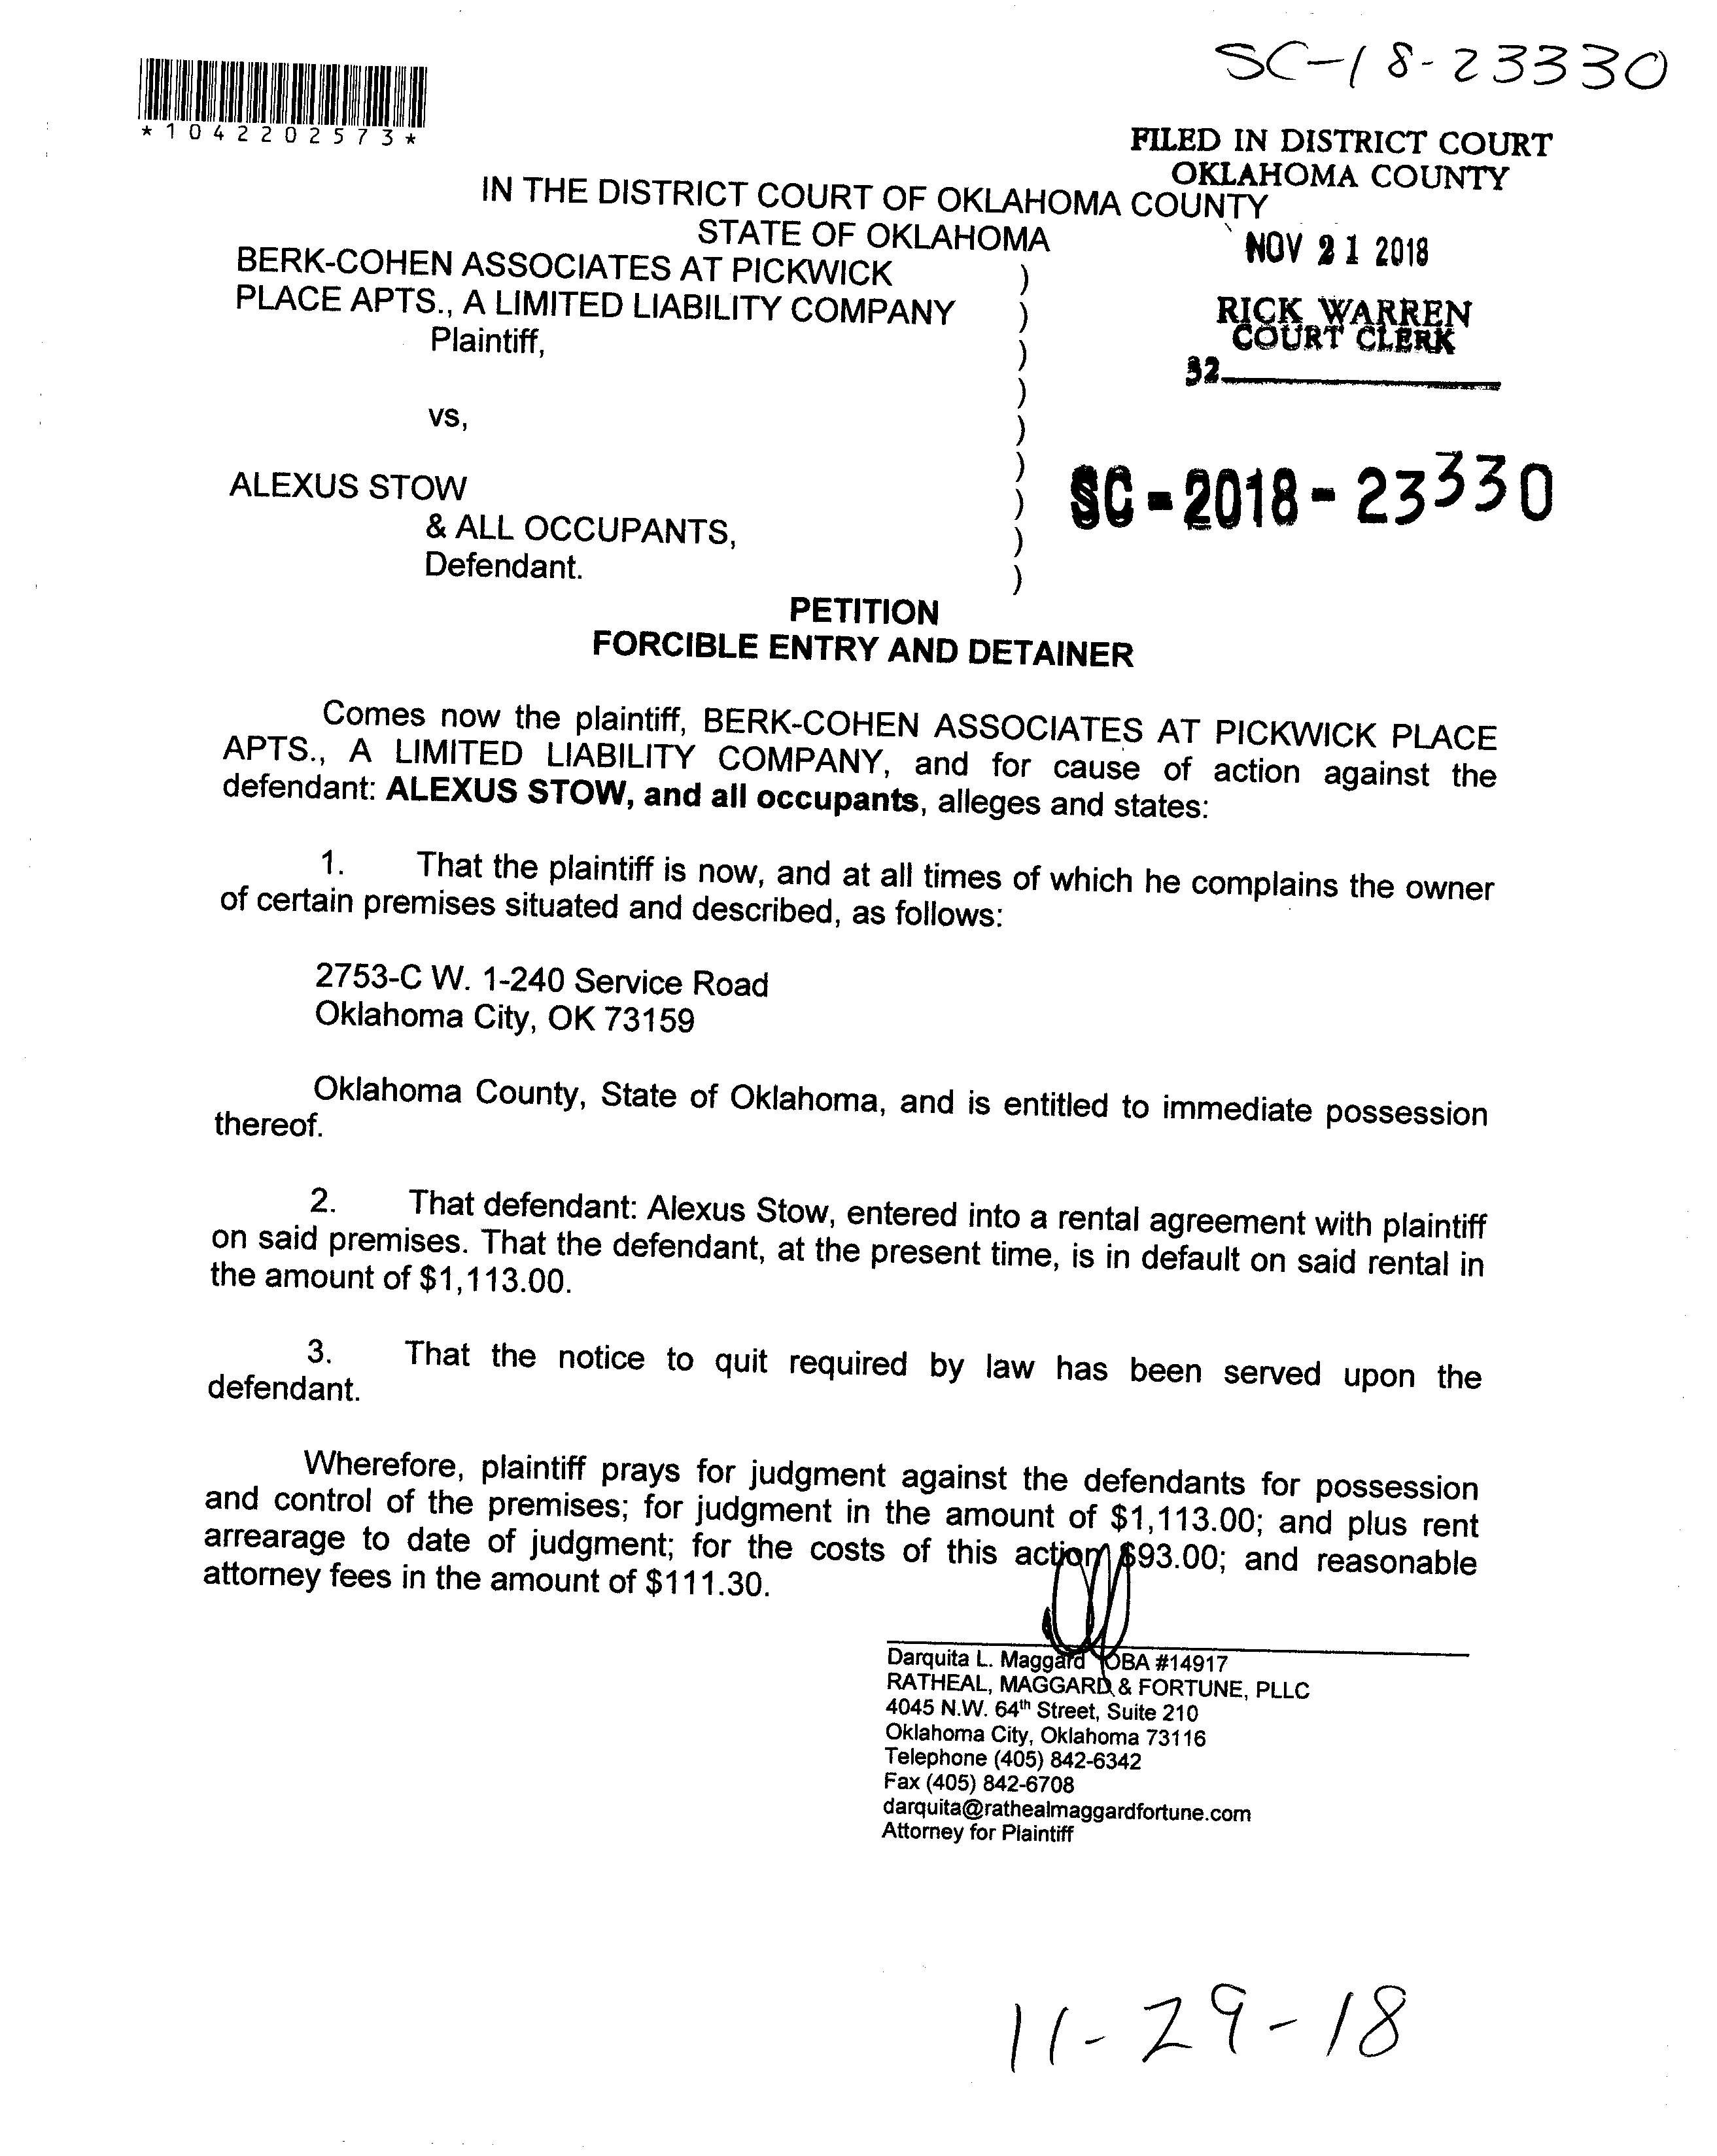 SC-18-23330
*1042202573*
FILED IN DISTRICT COURT
OKLAHOMA COUNTY
IN THE DISTRICT COURT OF OKLAHOMA COUNTY
STATE OF OKLAHOMA
NOV 21 2018
BERK-COHEN ASSOCIATES AT PICKWICK )
PLACE APTS., A LIMITED LIABILITY COMPANY )
RICK WARREN
COURT CLERK
Plaintiff, )
32
)
vs, )
)
ALEXUS STOW )
SC-2018-23330
& ALL OCCUPANTS, )
Defendant. )
PETITION
FORCIBLE ENTRY AND DETAINER
Comes now the plaintiff, BERK-COHEN ASSOCIATES AT PICKWICK PLACE
APTS., A LIMITED LIABILITY COMPANY, and for cause of action against the
defendant: ALEXUS STOW, and all occupants, alleges and states:
1. That the plaintiff is now, and at all times of which he complains the owner
of certain premises situated and described, as follows:
2753-C W. 1-240 Service Road
Oklahoma City, OK 73159
Oklahoma County, State of Oklahoma, and is entitled to immediate possession
thereof.
2. That defendant: Alexus Stow, entered into a rental agreement with plaintiff
on said premises. That the defendant, at the present time, is in default on said rental in
the amount of $1,113.00.
3. That the notice to quit required by law has been served upon the
defendant.
Wherefore, plaintiff prays for judgment against the defendants for possession
and control of the premises; for judgment in the amount of $1,113.00; and plus rent
arrearage to date of judgment; for the costs of this action $93.00; and reasonable
attorney fees in the amount of $111.30.
Darquita L. Maggard OBA #14917
RATHEAL, MAGGARD & FORTUNE, PLLC
4045 N.W. 64th Street, Suite 210
Oklahoma City, Oklahoma 73116
Telephone (405) 842-6342
Fax (405) 842-6708
darquita@rathealmaggardfortune.com
Attorney for Plaintiff
11-29-18